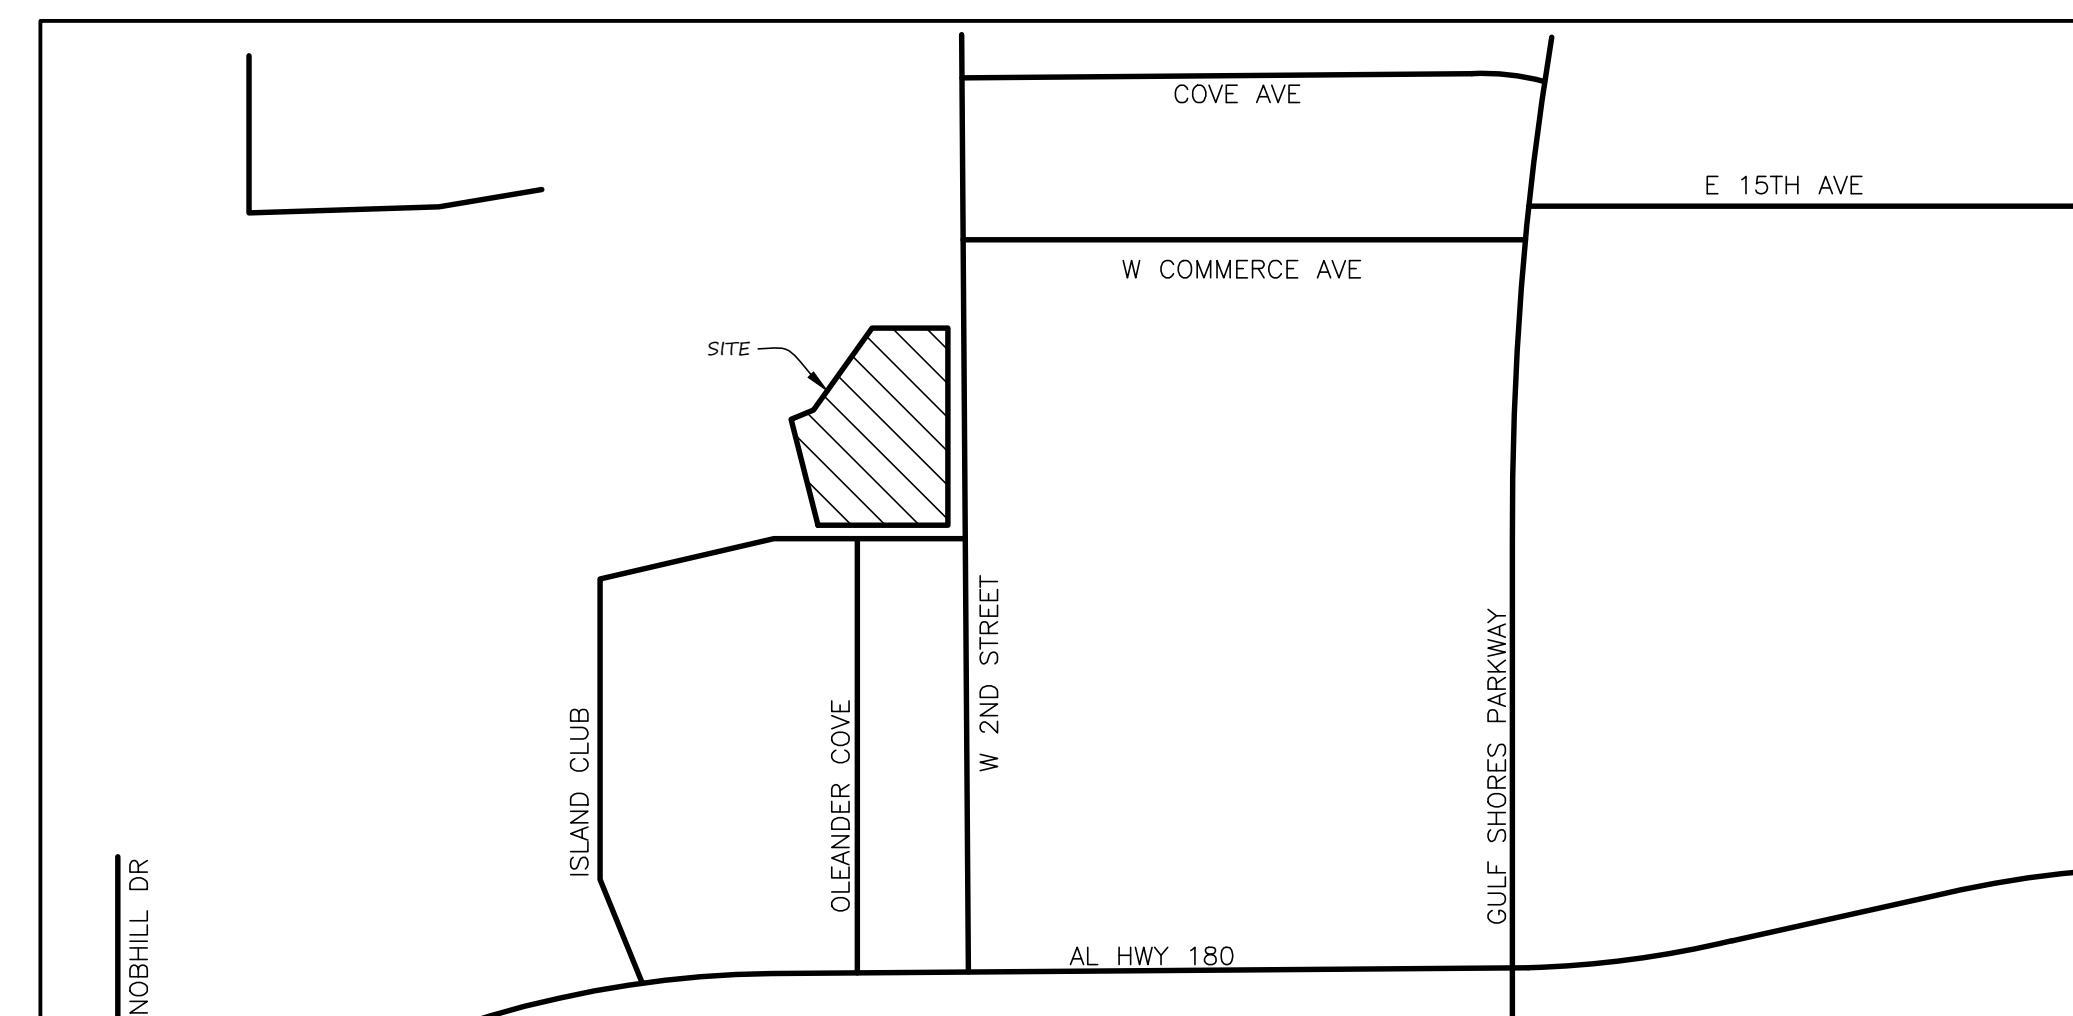 COVE AVE
E 15TH AVE
W COMMERCE AVE
SITE
W 2ND STREET
GULF SHORES PARKWAY
ISLAND CLUB
OLEANDER COVE
NOBHILL DR
AL HWY 180